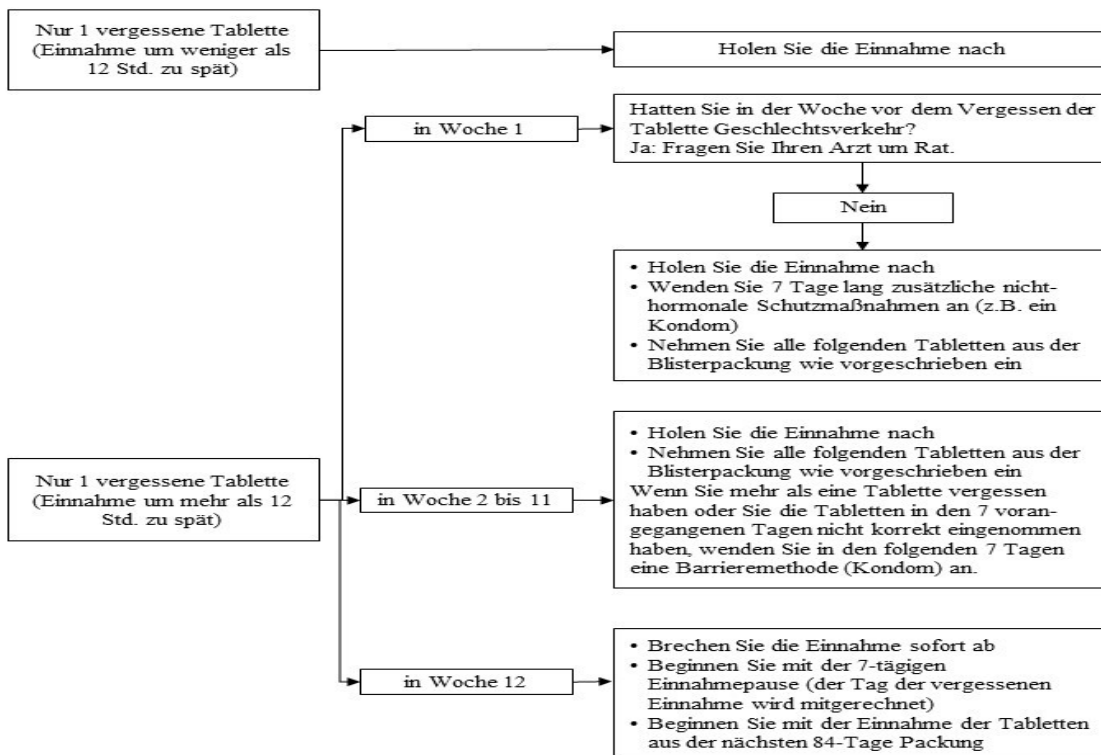 Nur 1 vergessene Tablette
(Einnahme um weniger als
12 Std. zu spät)
Holen Sie die Einnahme nach
in Woche 1
Hatten Sie in der Woche vor dem Vergessen der
Tablette Geschlechtsverkehr?
Ja: Fragen Sie Ihren Arzt um Rat.
Nein
• Holen Sie die Einnahme nach
• Wenden Sie 7 Tage lang zusätzliche nicht-
hormonale Schutzmaßnahmen an (z.B. ein
Kondom)
• Nehmen Sie alle folgenden Tabletten aus der
Blisterpackung wie vorgeschrieben ein
Nur 1 vergessene Tablette
(Einnahme um mehr als 12
Std. zu spät)
in Woche 2 bis 11
• Holen Sie die Einnahme nach
• Nehmen Sie alle folgenden Tabletten aus der
Blisterpackung wie vorgeschrieben ein
Wenn Sie mehr als eine Tablette vergessen
haben oder Sie die Tabletten in den 7 voran-
gegangenen Tagen nicht korrekt eingenommen
haben, wenden Sie in den folgenden 7 Tagen
eine Barrieremethode (Kondom) an.
in Woche 12
• Brechen Sie die Einnahme sofort ab
• Beginnen Sie mit der 7-tägigen
Einnahmepause (der Tag der vergessenen
Einnahme wird mitgerechnet)
• Beginnen Sie mit der Einnahme der Tabletten
aus der nächsten 84-Tage Packung